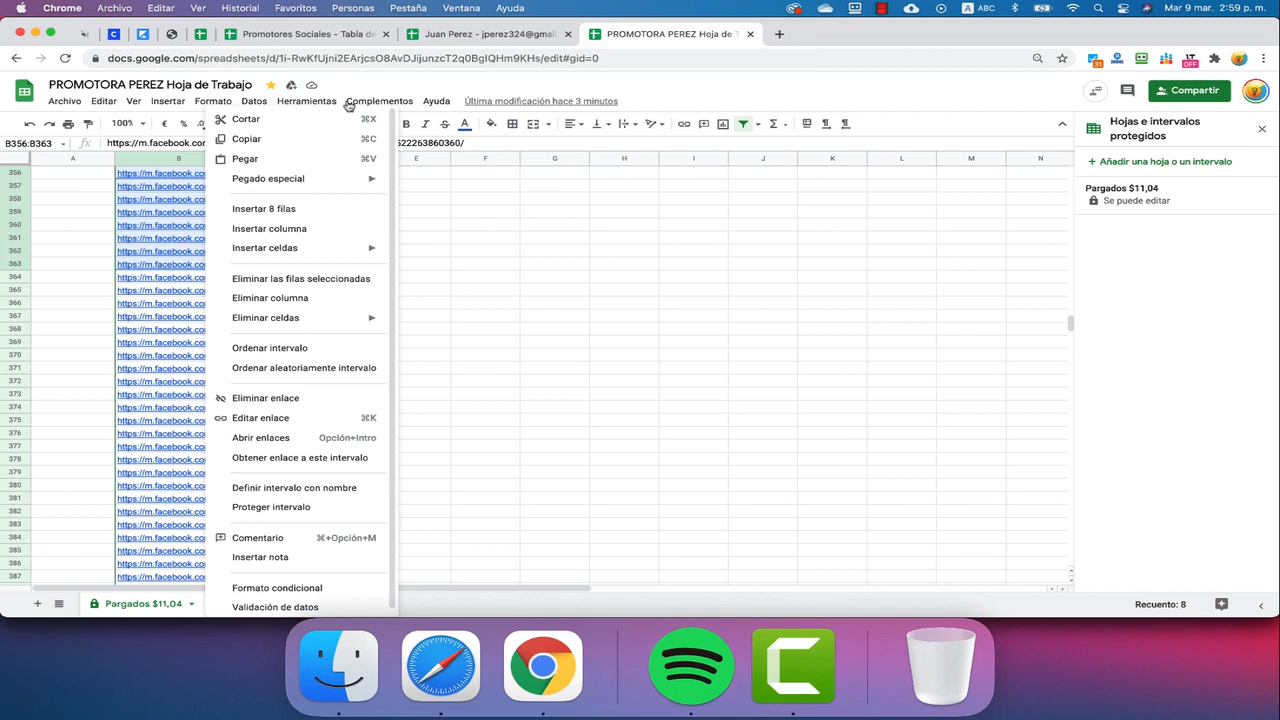 Chrome Archivo Editar Ver Historial Favoritos Personas Pestaña Ventana Ayuda ABC Mar 9 mar. 2:59 p. m.
Promotores Sociales - Tabla de × Juan Perez - jperez324@gmail × PROMOTORA PEREZ Hoja de T × +
docs.google.com/spreadsheets/d/1i-RwKfUjni2EArjcsO8AvDJijunzcT2q0BgIQHm9KHs/edit#gid=0
PROMOTORA PEREZ Hoja de Trabajo
Compartir
Archivo Editar Ver Insertar Formato Datos Herramientas Complementos Ayuda Última modificación hace 3 minutos
100% € %
B356:B363 fx https://m.facebook.com 522263860360/
A B E F G H I J K L M N
Hojas e intervalos protegidos ×
+ Añadir una hoja o un intervalo
Pargados $11,04
Se puede editar
Cortar ⌘X
Copiar ⌘C
Pegar ⌘V
Pegado especial
Insertar 8 filas
Insertar columna
Insertar celdas
Eliminar las filas seleccionadas
Eliminar columna
Eliminar celdas
Ordenar intervalo
Ordenar aleatoriamente intervalo
Eliminar enlace
Editar enlace ⌘K
Abrir enlaces Opción+Intro
Obtener enlace a este intervalo
Definir intervalo con nombre
Proteger intervalo
Comentario ⌘+Opción+M
Insertar nota
Formato condicional
Validación de datos
356 https://m.facebook.co
357 https://m.facebook.co
358 https://m.facebook.co
359 https://m.facebook.co
360 https://m.facebook.co
361 https://m.facebook.co
362 https://m.facebook.co
363 https://m.facebook.co
364 https://m.facebook.co
365 https://m.facebook.co
366 https://m.facebook.co
367 https://m.facebook.co
368 https://m.facebook.co
369 https://m.facebook.co
370 https://m.facebook.co
371 https://m.facebook.co
372 https://m.facebook.co
373 https://m.facebook.co
374 https://m.facebook.co
375 https://m.facebook.co
376 https://m.facebook.co
377 https://m.facebook.co
378 https://m.facebook.co
379 https://m.facebook.co
380 https://m.facebook.co
381 https://m.facebook.co
382 https://m.facebook.co
383 https://m.facebook.co
384 https://m.facebook.co
385 https://m.facebook.co
386 https://m.facebook.co
387 https://m.facebook.co
Pargados $11,04
Recuento: 8